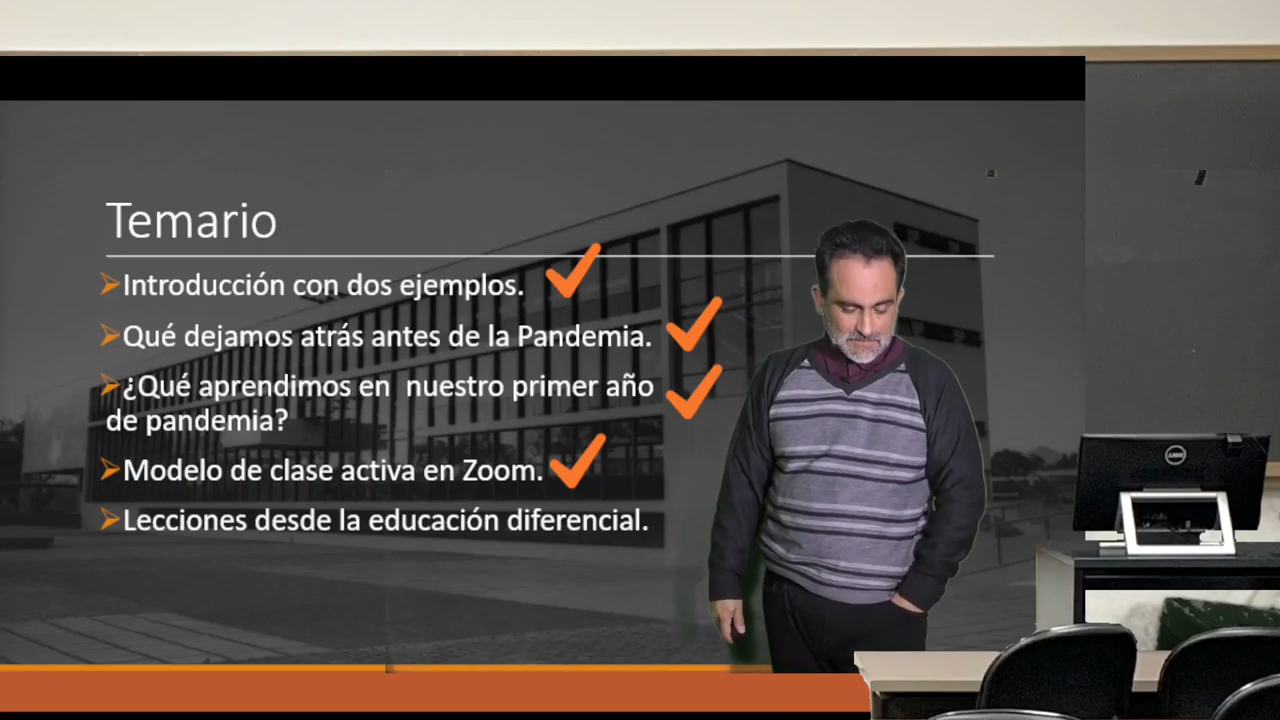 Temario
Introducción con dos ejemplos.
Qué dejamos atrás antes de la Pandemia.
¿Qué aprendimos en nuestro primer año
de pandemia?
Modelo de clase activa en Zoom.
Lecciones desde la educación diferencial.